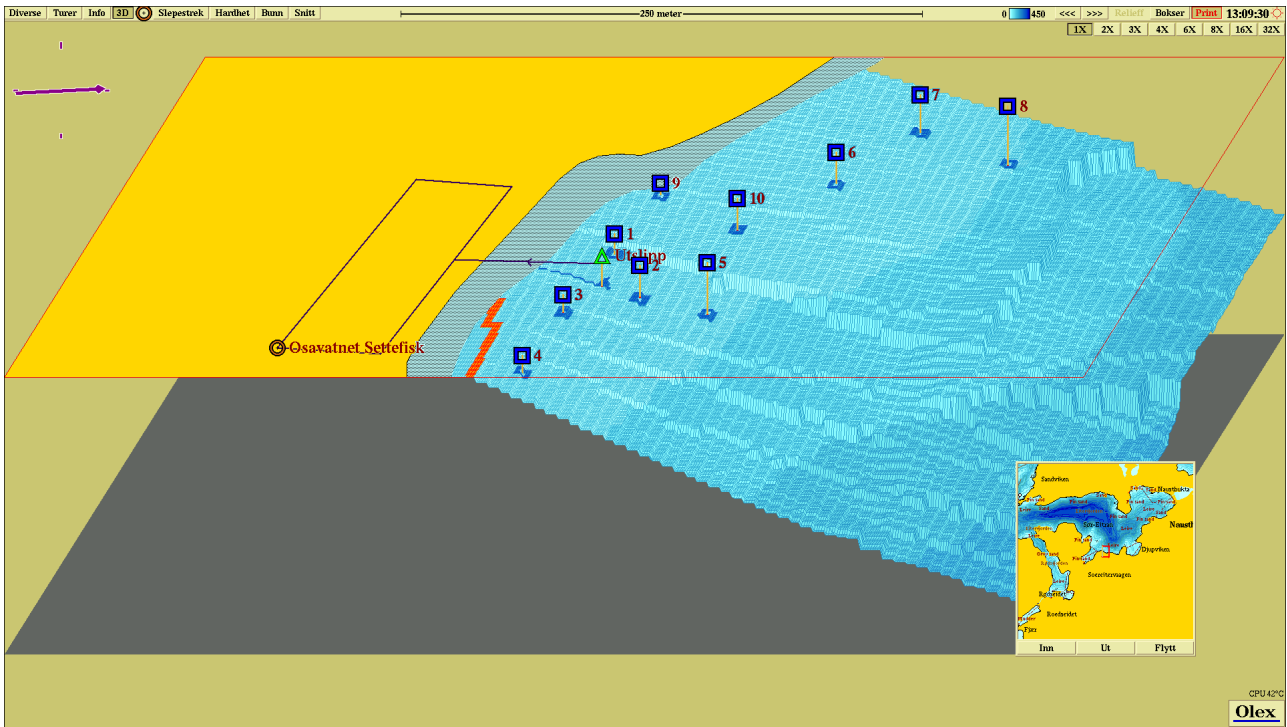 Diverse Turer Info 3D Slepestrek Hardhet Bunn Snitt 250 meter 0 450 <<< >>> Relieff Bokser Print 13:09:30
1X 2X 3X 4X 6X 8X 16X 32X
7
8
6
9
10
1
Utslipp
2
5
3
Osavatnet Settefisk
4
Sandviken
Naustbukta
Djupviken
Roedseidet
Fjær
Inn Ut Flytt
CPU 42°C
Olex